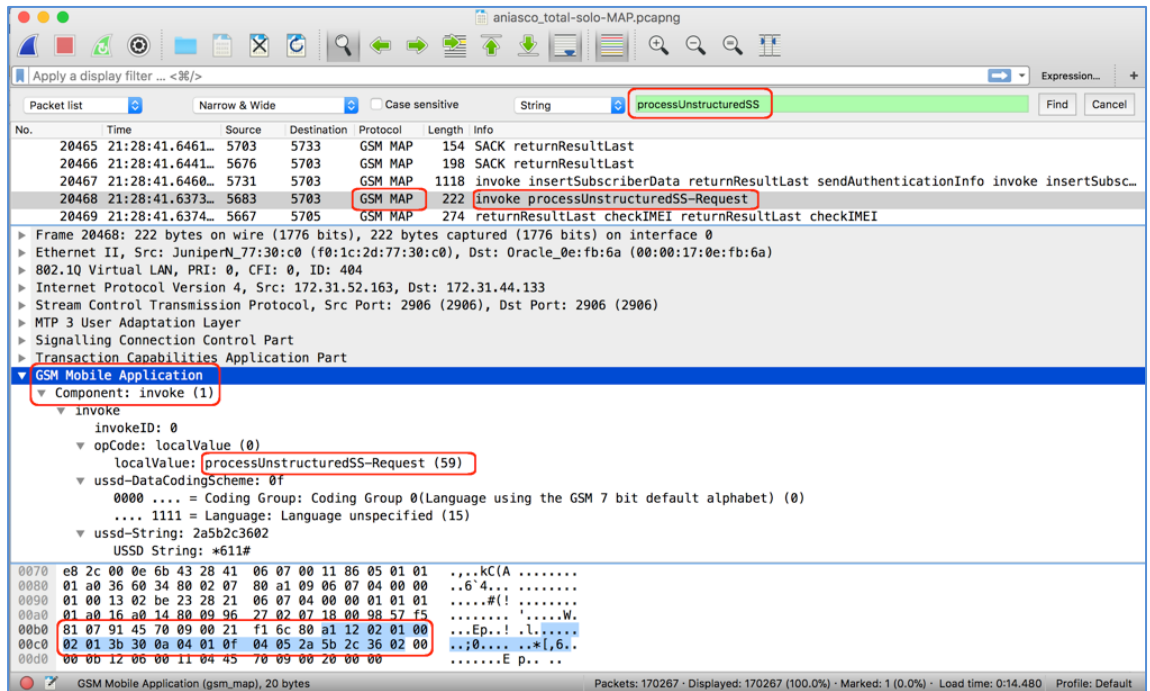 aniasco_total-solo-MAP.pcapng
Apply a display filter ... <⌘/>
Expression... +
Packet list Narrow & Wide Case sensitive String processUnstructuredSS Find Cancel
No. Time Source Destination Protocol Length Info
20465 21:28:41.6461… 5703 5733 GSM MAP 154 SACK returnResultLast
20466 21:28:41.6441… 5676 5703 GSM MAP 198 SACK returnResultLast
20467 21:28:41.6460… 5731 5703 GSM MAP 1118 invoke insertSubscriberData returnResultLast sendAuthenticationInfo invoke insertSubsc…
20468 21:28:41.6373… 5683 5703 GSM MAP 222 invoke processUnstructuredSS-Request
20469 21:28:41.6374… 5667 5705 GSM MAP 274 returnResultLast checkIMEI returnResultLast checkIMEI
Frame 20468: 222 bytes on wire (1776 bits), 222 bytes captured (1776 bits) on interface 0
Ethernet II, Src: JuniperN_77:30:c0 (f0:1c:2d:77:30:c0), Dst: Oracle_0e:fb:6a (00:00:17:0e:fb:6a)
802.1Q Virtual LAN, PRI: 0, CFI: 0, ID: 404
Internet Protocol Version 4, Src: 172.31.52.163, Dst: 172.31.44.133
Stream Control Transmission Protocol, Src Port: 2906 (2906), Dst Port: 2906 (2906)
MTP 3 User Adaptation Layer
Signalling Connection Control Part
Transaction Capabilities Application Part
GSM Mobile Application
Component: invoke (1)
invoke
invokeID: 0
opCode: localValue (0)
localValue: processUnstructuredSS-Request (59)
ussd-DataCodingScheme: 0f
0000 .... = Coding Group: Coding Group 0(Language using the GSM 7 bit default alphabet) (0)
.... 1111 = Language: Language unspecified (15)
ussd-String: 2a5b2c3602
USSD String: *611#
0070 e8 2c 00 0e 6b 43 28 41 06 07 00 11 86 05 01 01 .,..kC(A ........
0080 01 a0 36 60 34 80 02 07 80 a1 09 06 07 04 00 00 ..6`4... ........
0090 01 00 13 02 be 23 28 21 06 07 04 00 00 01 01 01 .....#(! ........
00a0 01 a0 16 a0 14 80 09 96 27 02 07 18 00 98 57 f5 ........ '.....W.
00b0 81 07 91 45 70 09 00 21 f1 6c 80 a1 12 02 01 00 ...Ep..! .l......
00c0 02 01 3b 30 0a 04 01 0f 04 05 2a 5b 2c 36 02 00 ..;0.... ..*[,6..
00d0 00 0b 12 06 00 11 04 45 70 09 00 20 00 00 .......E p.. ..
GSM Mobile Application (gsm_map), 20 bytes Packets: 170267 · Displayed: 170267 (100.0%) · Marked: 1 (0.0%) · Load time: 0:14.480 Profile: Default